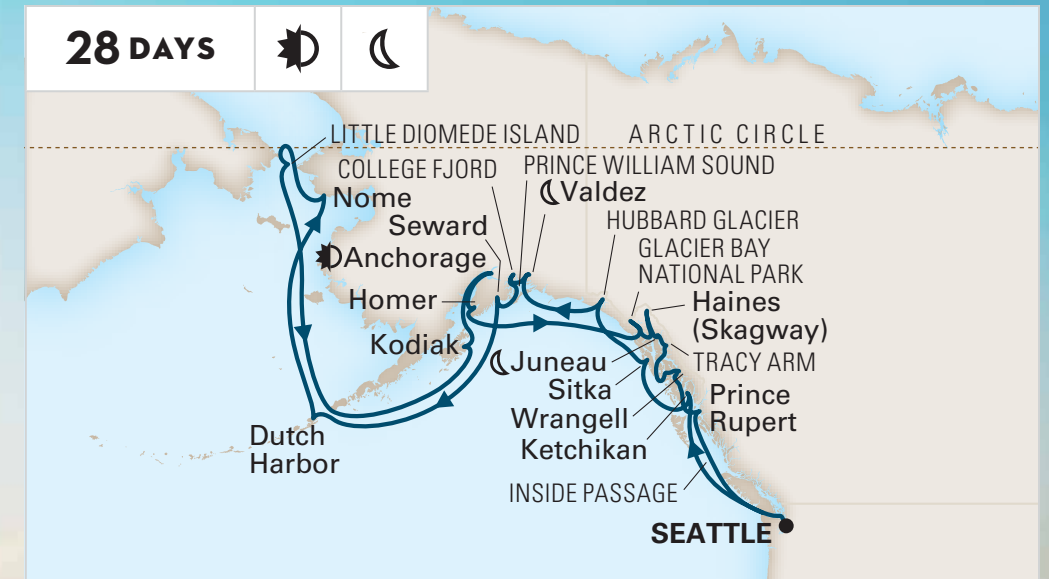 28 DAYS
LITTLE DIOMEDE ISLAND
ARCTIC CIRCLE
COLLEGE FJORD
PRINCE WILLIAM SOUND
Nome
Valdez
Seward
HUBBARD GLACIER
Anchorage
GLACIER BAY
NATIONAL PARK
Homer
Haines
(Skagway)
Kodiak
Juneau
TRACY ARM
Sitka
Prince
Rupert
Wrangell
Ketchikan
Dutch
Harbor
INSIDE PASSAGE
SEATTLE